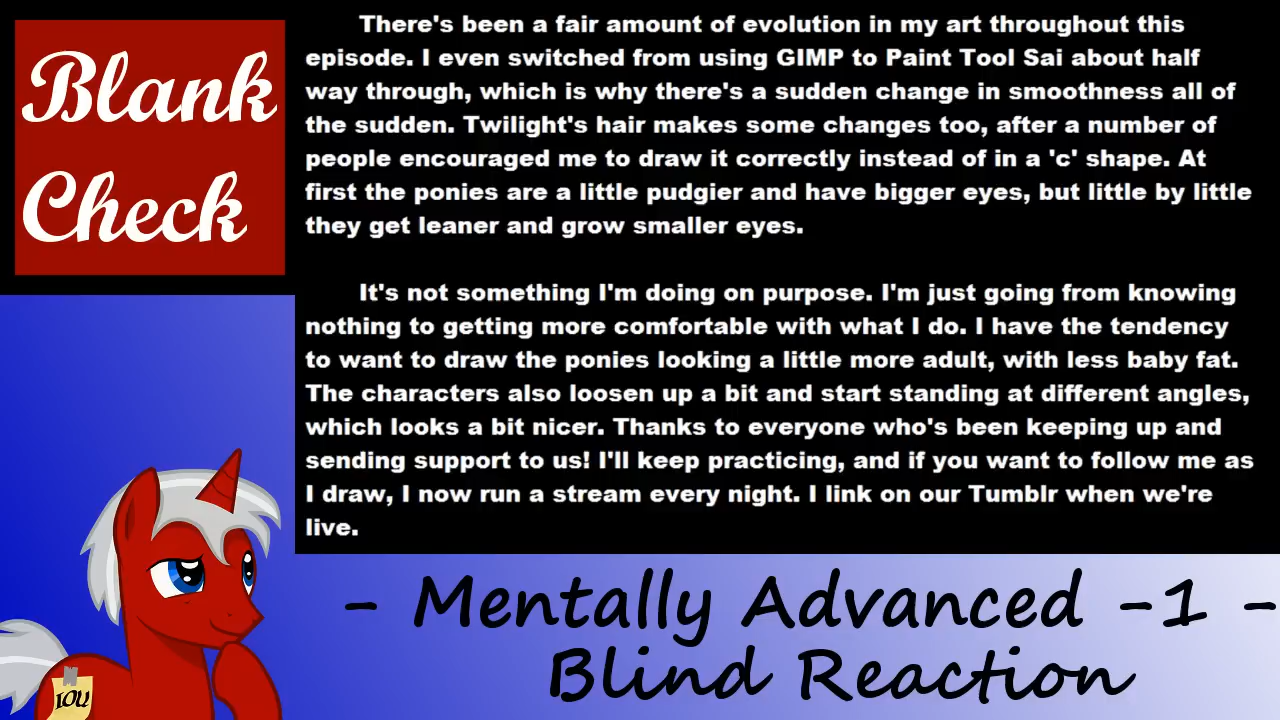 Blank
Check
There's been a fair amount of evolution in my art throughout this
episode. I even switched from using GIMP to Paint Tool Sai about half
way through, which is why there's a sudden change in smoothness all of
the sudden. Twilight's hair makes some changes too, after a number of
people encouraged me to draw it correctly instead of in a 'c' shape. At
first the ponies are a little pudgier and have bigger eyes, but little by little
they get leaner and grow smaller eyes.
It's not something I'm doing on purpose. I'm just going from knowing
nothing to getting more comfortable with what I do. I have the tendency
to want to draw the ponies looking a little more adult, with less baby fat.
The characters also loosen up a bit and start standing at different angles,
which looks a bit nicer. Thanks to everyone who's been keeping up and
sending support to us! I'll keep practicing, and if you want to follow me as
I draw, I now run a stream every night. I link on our Tumblr when we're
live.
- Mentally Advanced -1 -
Blind Reaction
IOU